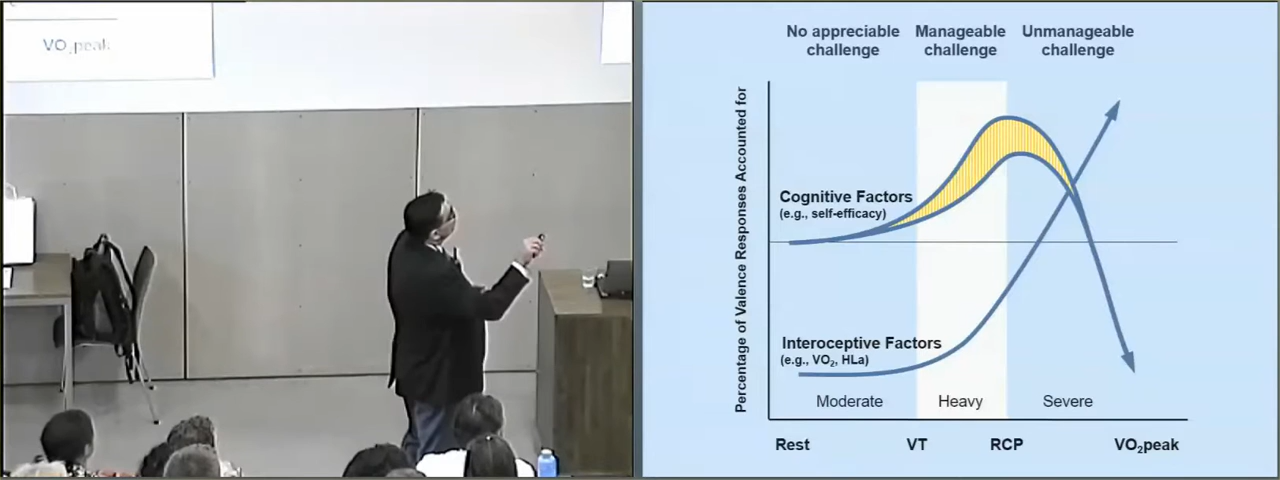 VO₂peak
No appreciable challenge
Manageable challenge
Unmanageable challenge
Percentage of Valence Responses Accounted for
Cognitive Factors
(e.g., self-efficacy)
Interoceptive Factors
(e.g., VO₂, HLa)
Moderate
Heavy
Severe
Rest
VT
RCP
VO₂peak